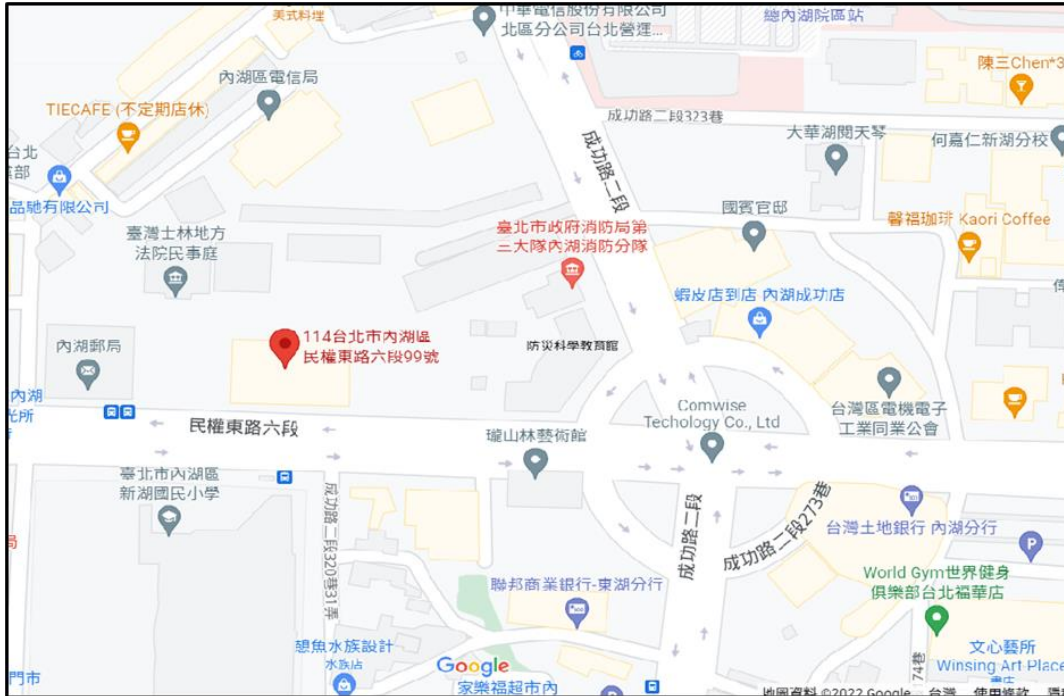 美式料理
中華電信股份有限公司
北區分公司台北營運...
總內湖院區站
內湖區電信局
陳三Chen*3
TIECAFE (不定期店休)
成功路二段323巷
大華湖閱天琴
何嘉仁新湖分校
台北
品馳有限公司
成功路二段
國賓官邸
馨福珈琲 Kaori Coffee
臺灣士林地方
法院民事庭
臺北市政府消防局第
三大隊內湖消防分隊
蝦皮店到店 內湖成功店
114台北市內湖區
民權東路六段99號
內湖郵局
防災科學教育館
內湖
Comwise
Techology Co., Ltd
台灣區電機電子
工業同業公會
民權東路六段
瓏山林藝術館
臺北市內湖區
新湖國民小學
成功路二段320巷31弄
成功路二段
成功路二段273巷
台灣土地銀行 內湖分行
P
局
World Gym世界健身
俱樂部台北福華店
聯邦商業銀行-東湖分行
憩魚水族設計
水族店
Google
家樂福超市內
文心藝所
Winsing Art Place
74巷
門市
P
地圖資料 ©2022 Google 台灣 使用條款